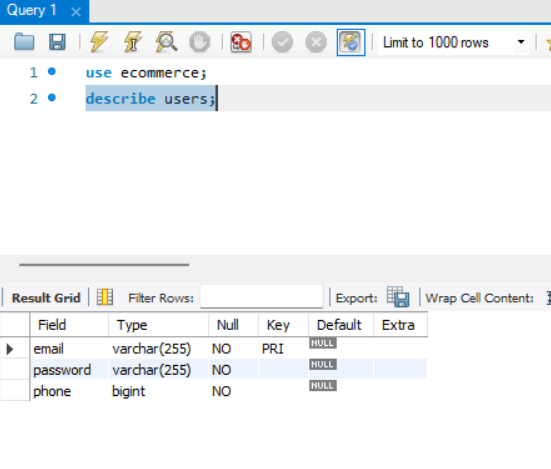 Query 1 ×
Limit to 1000 rows
1 use ecommerce;
2 describe users;
Result Grid Filter Rows: Export: Wrap Cell Content:
Field Type Null Key Default Extra
email varchar(255) NO PRI NULL
password varchar(255) NO NULL
phone bigint NO NULL